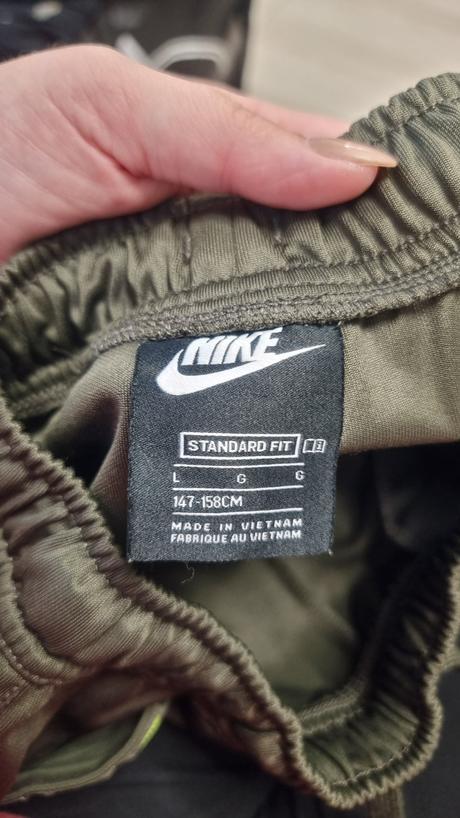 NIKE
STANDARD FIT
L G G
147-158CM
MADE IN VIETNAM
FABRIQUE AU VIETNAM